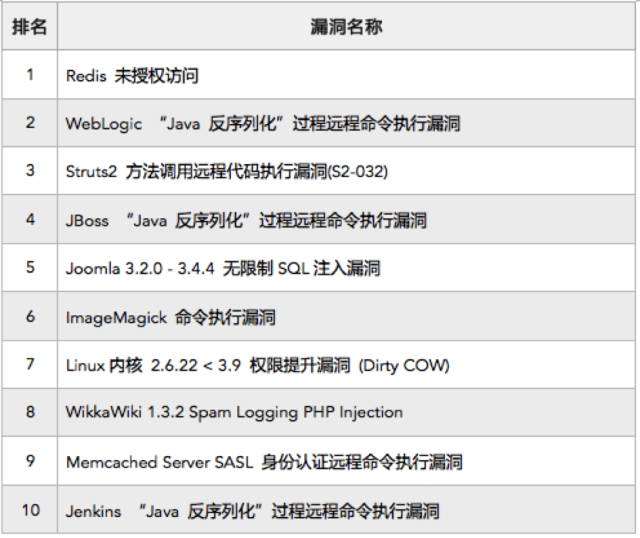 排名 漏洞名称
1 Redis 未授权访问
2 WebLogic “Java 反序列化”过程远程命令执行漏洞
3 Struts2 方法调用远程代码执行漏洞(S2-032)
4 JBoss “Java 反序列化”过程远程命令执行漏洞
5 Joomla 3.2.0 - 3.4.4 无限制 SQL 注入漏洞
6 ImageMagick 命令执行漏洞
7 Linux 内核 2.6.22 < 3.9 权限提升漏洞 (Dirty COW)
8 WikkaWiki 1.3.2 Spam Logging PHP Injection
9 Memcached Server SASL 身份认证远程命令执行漏洞
10 Jenkins “Java 反序列化”过程远程命令执行漏洞